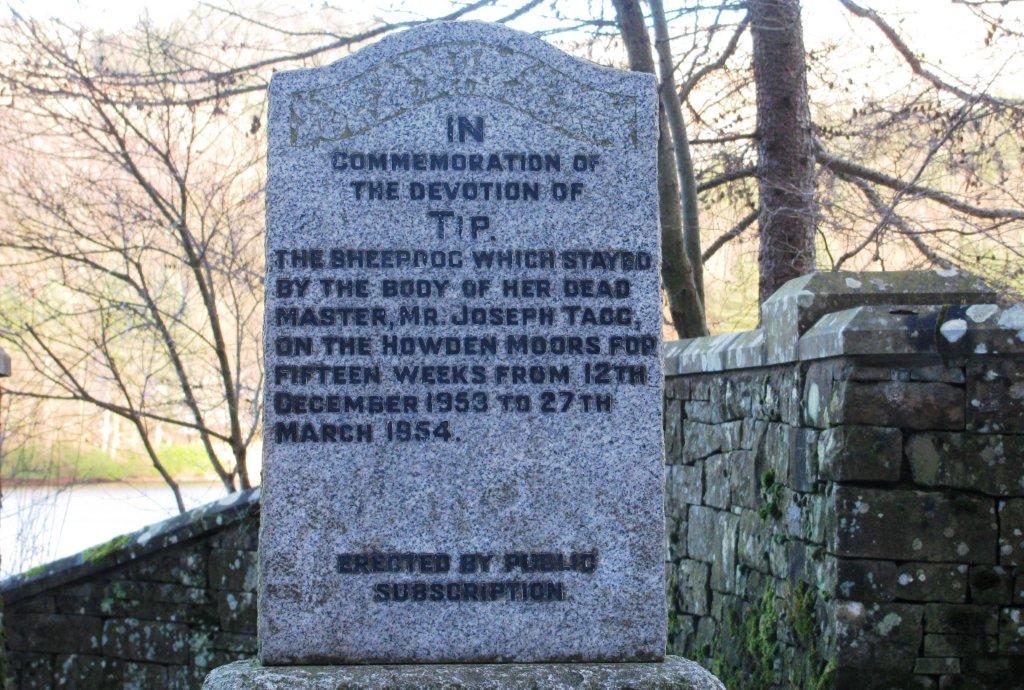 IN
COMMEMORATION OF
THE DEVOTION OF
TIP.
THE SHEEPDOG WHICH STAYED
BY THE BODY OF HER DEAD
MASTER, MR. JOSEPH TAGG,
ON THE HOWDEN MOORS FOR
FIFTEEN WEEKS FROM 12TH
DECEMBER 1953 TO 27TH
MARCH 1954.
ERECTED BY PUBLIC
SUBSCRIPTION.